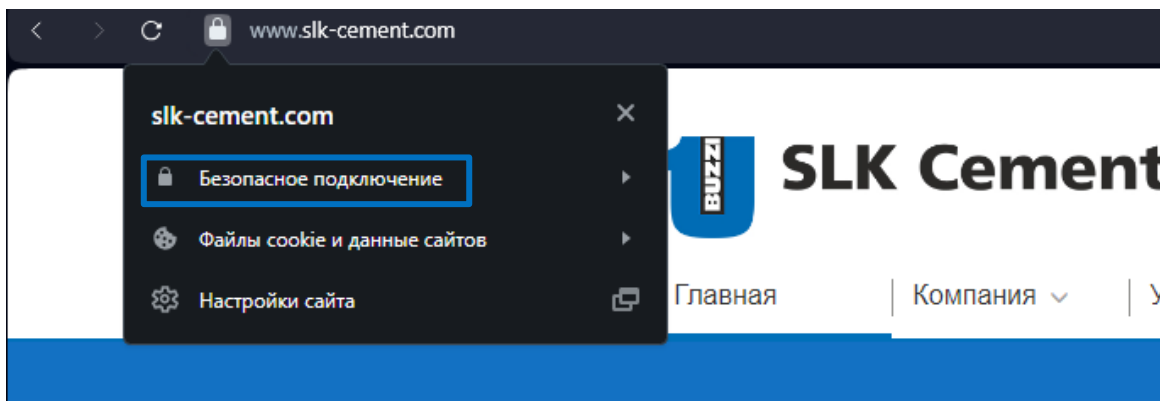 www.slk-cement.com
slk-cement.com
Безопасное подключение
Файлы cookie и данные сайтов
Настройки сайта
BUZZI
SLK Cement
Главная
Компания